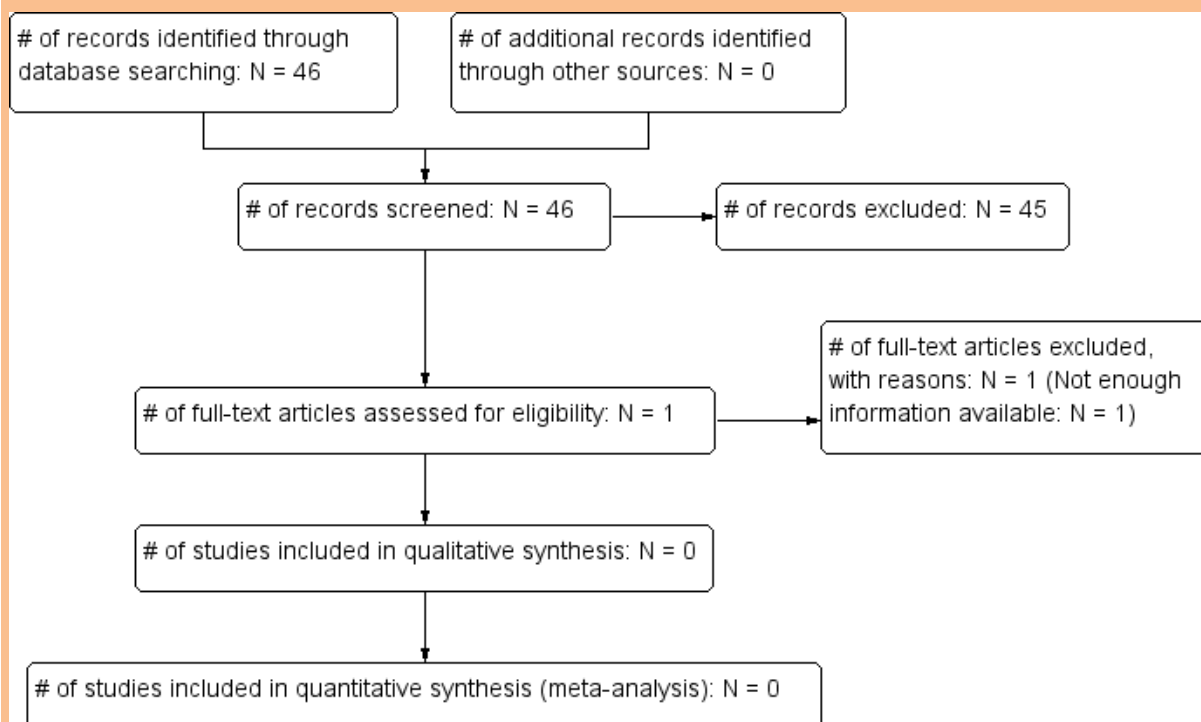 # of records identified through
database searching: N = 46
# of additional records identified
through other sources: N = 0
# of records screened: N = 46
# of records excluded: N = 45
# of full-text articles excluded,
with reasons: N = 1 (Not enough
information available: N = 1)
# of full-text articles assessed for eligibility: N = 1
# of studies included in qualitative synthesis: N = 0
# of studies included in quantitative synthesis (meta-analysis): N = 0